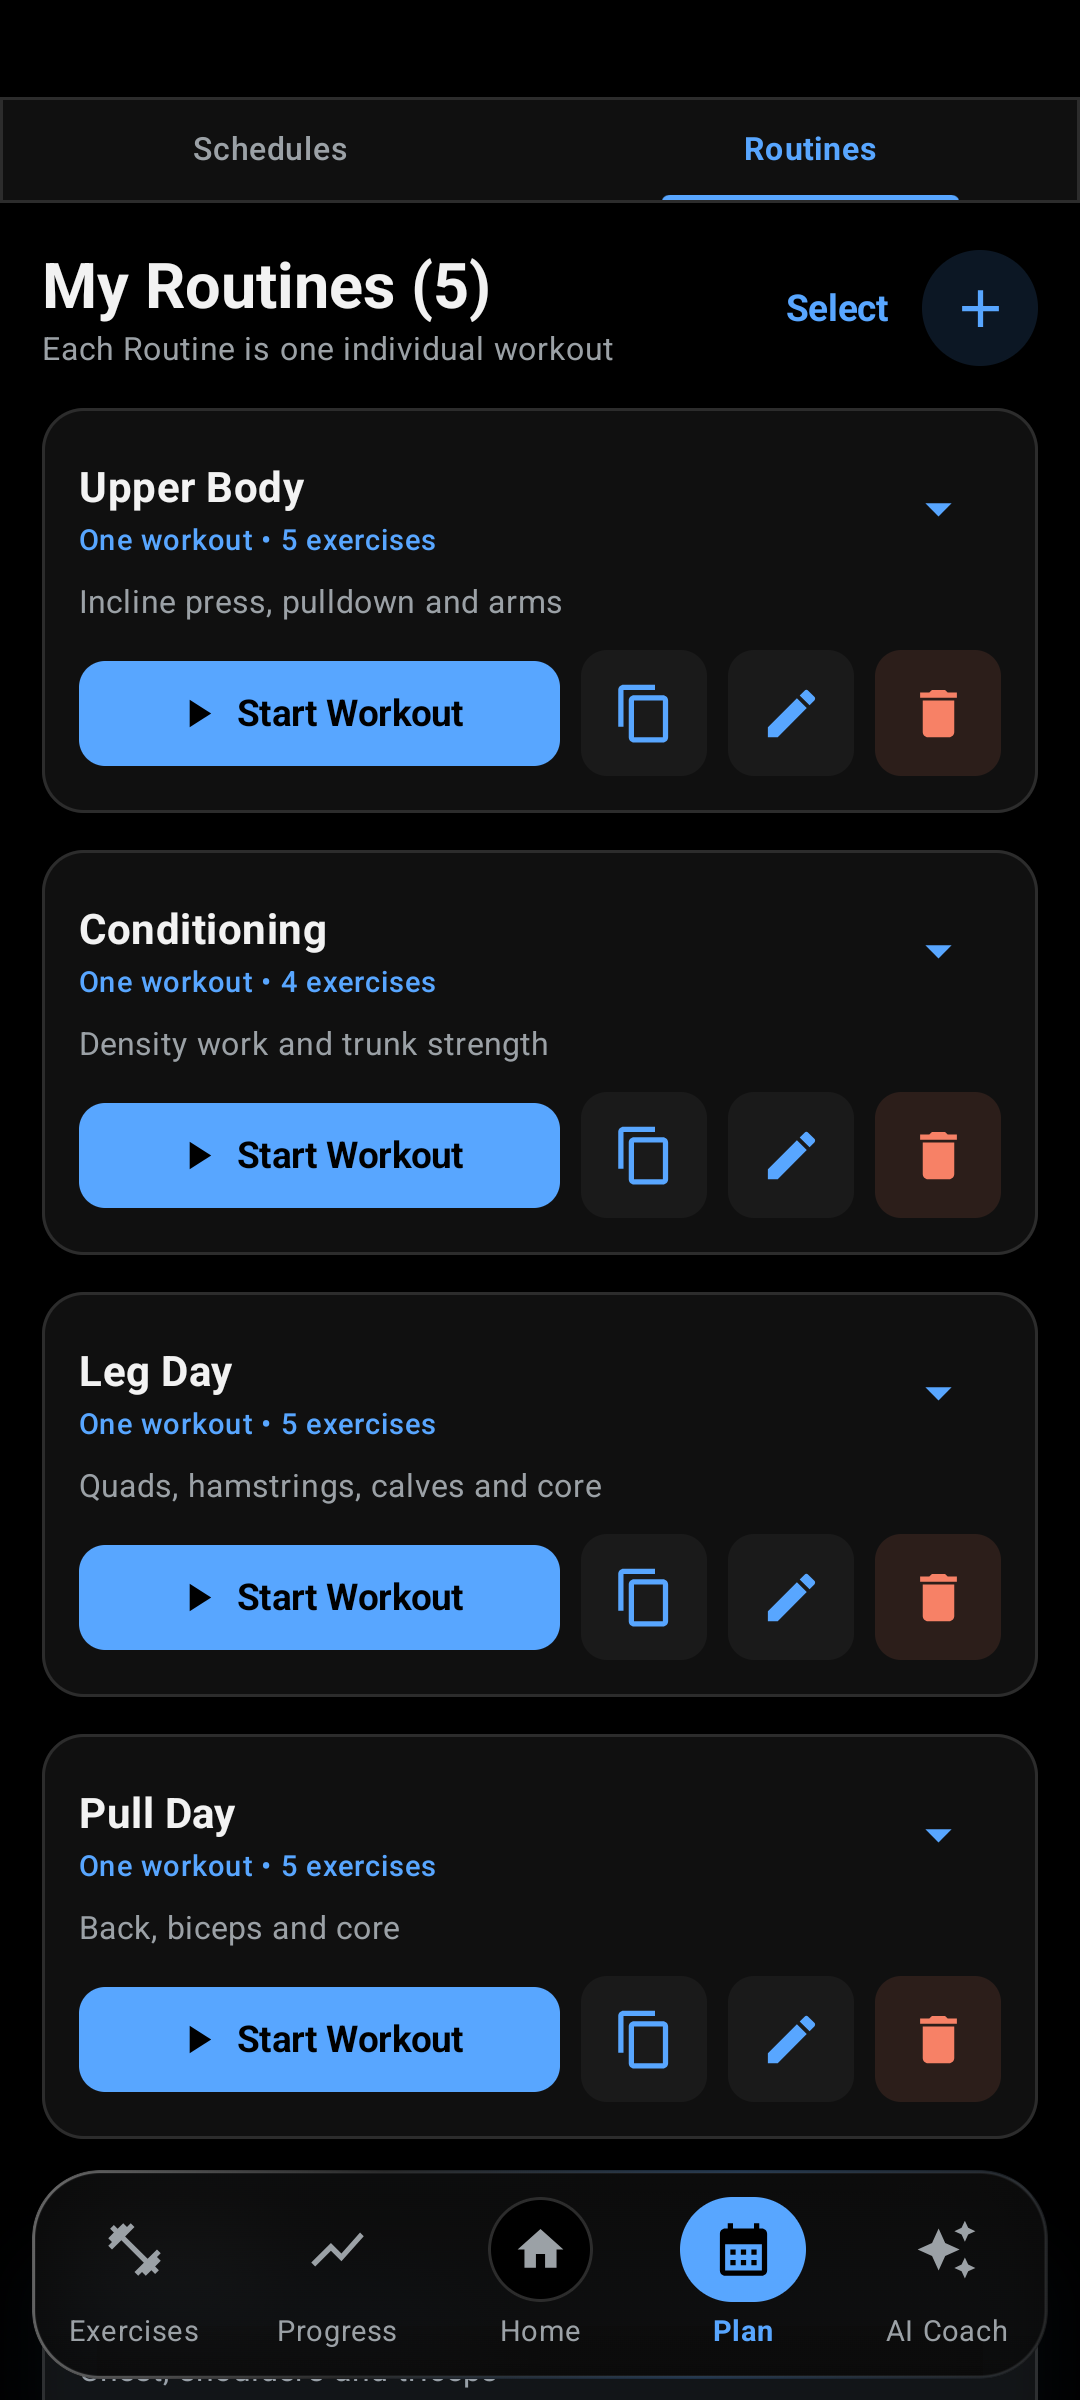 Schedules
Routines
My Routines (5)
Select
Each Routine is one individual workout
Upper Body
One workout • 5 exercises
Incline press, pulldown and arms
Start Workout
Conditioning
One workout • 4 exercises
Density work and trunk strength
Start Workout
Leg Day
One workout • 5 exercises
Quads, hamstrings, calves and core
Start Workout
Pull Day
One workout • 5 exercises
Back, biceps and core
Start Workout
Exercises
Progress
Home
Plan
AI Coach